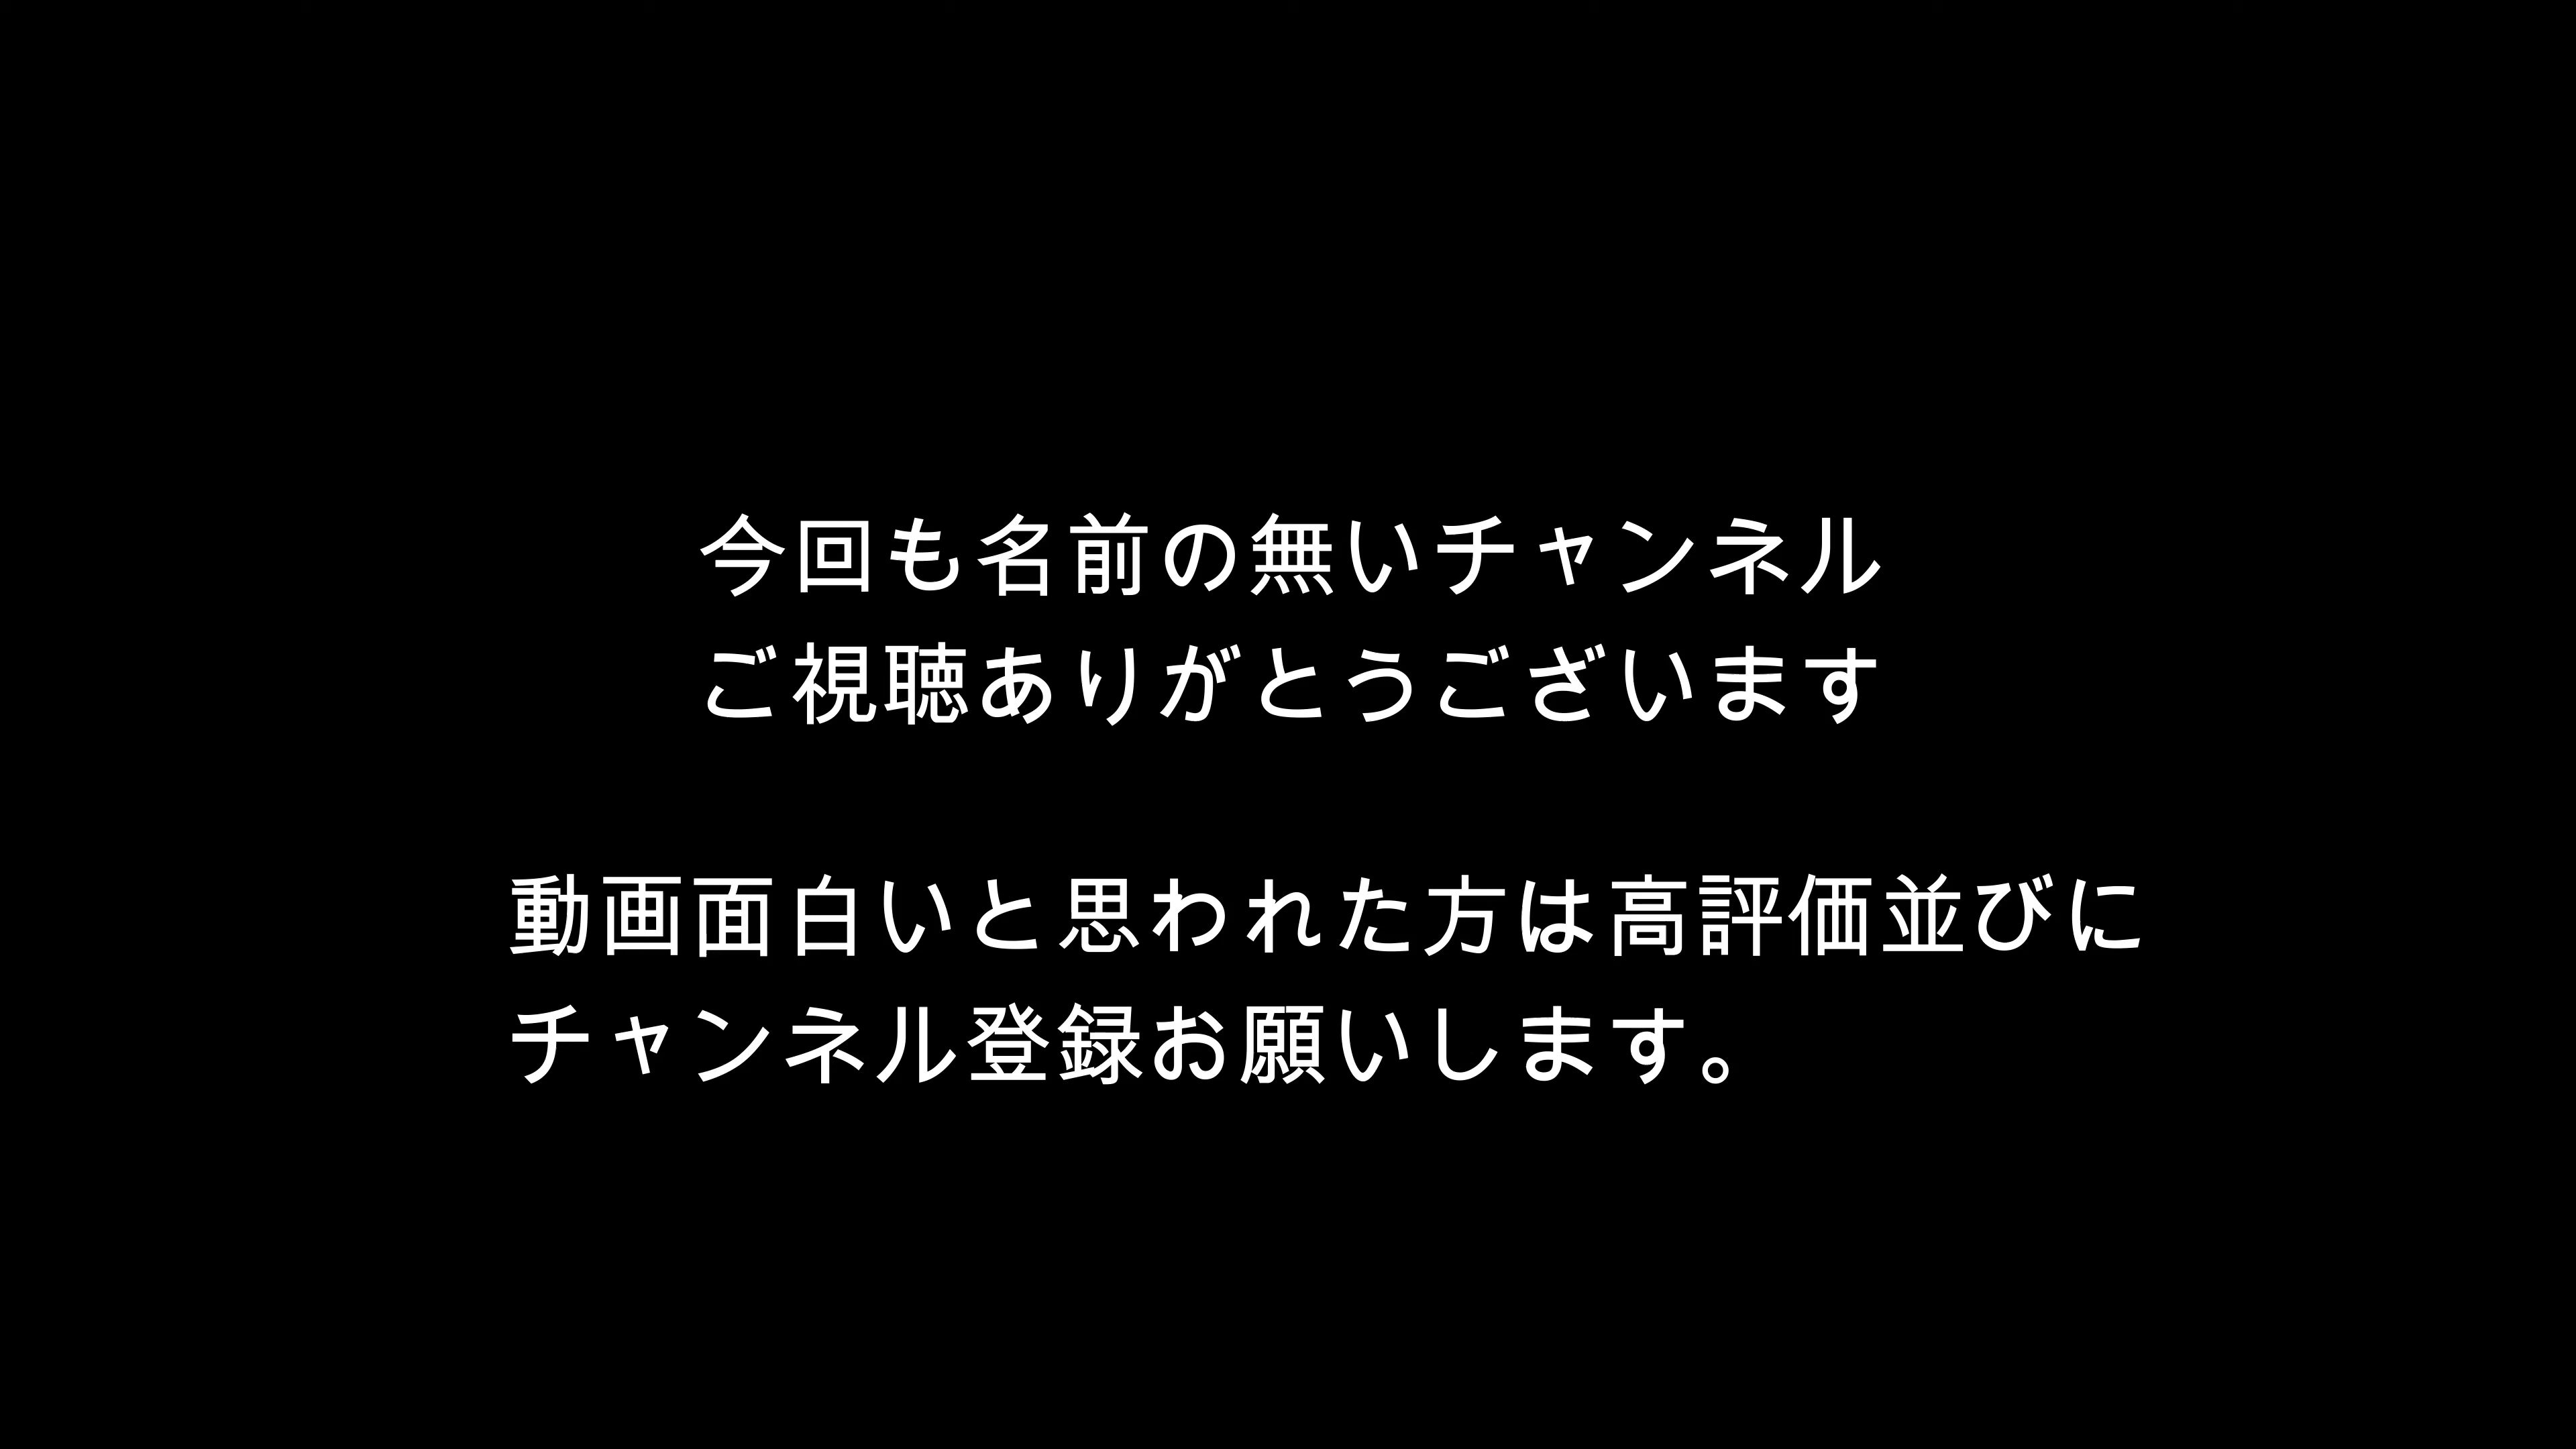 今回も名前の無いチャンネル
ご視聴ありがとうございます
動画面白いと思われた方は高評価並びに
チャンネル登録お願いします。